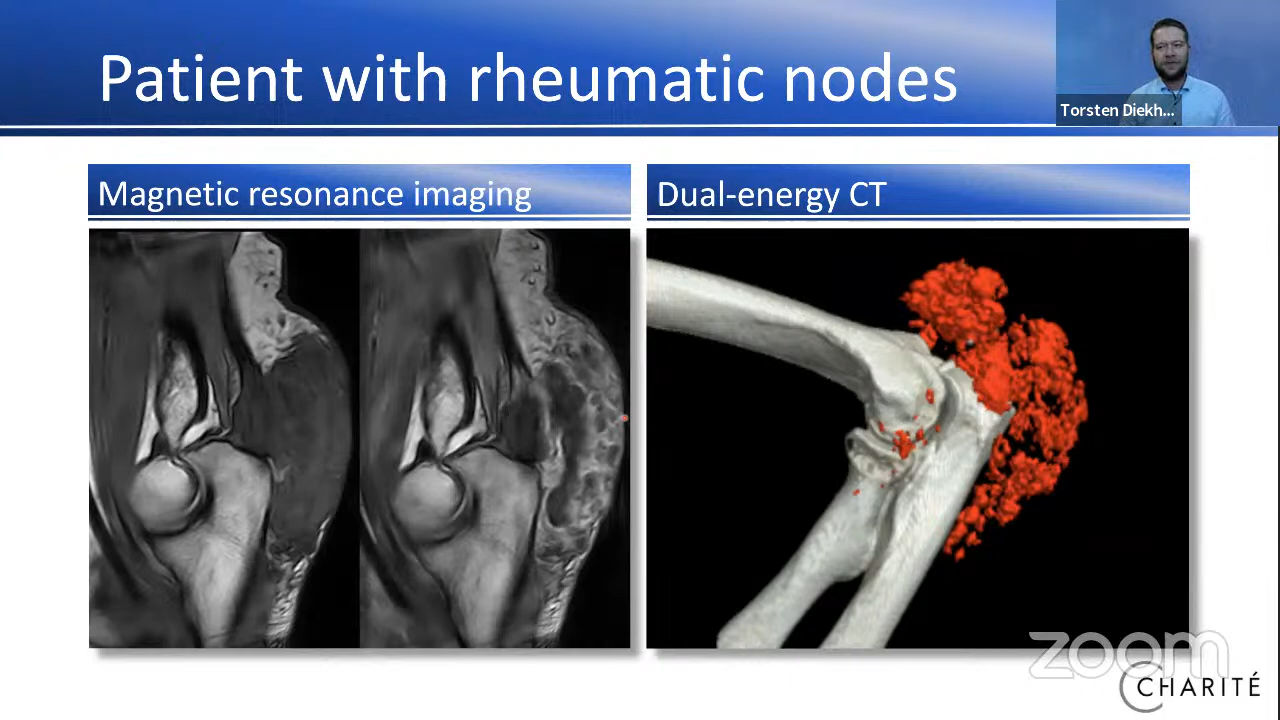 Patient with rheumatic nodes
Torsten Diekh...
Magnetic resonance imaging
Dual-energy CT
zoom
CHARITÉ